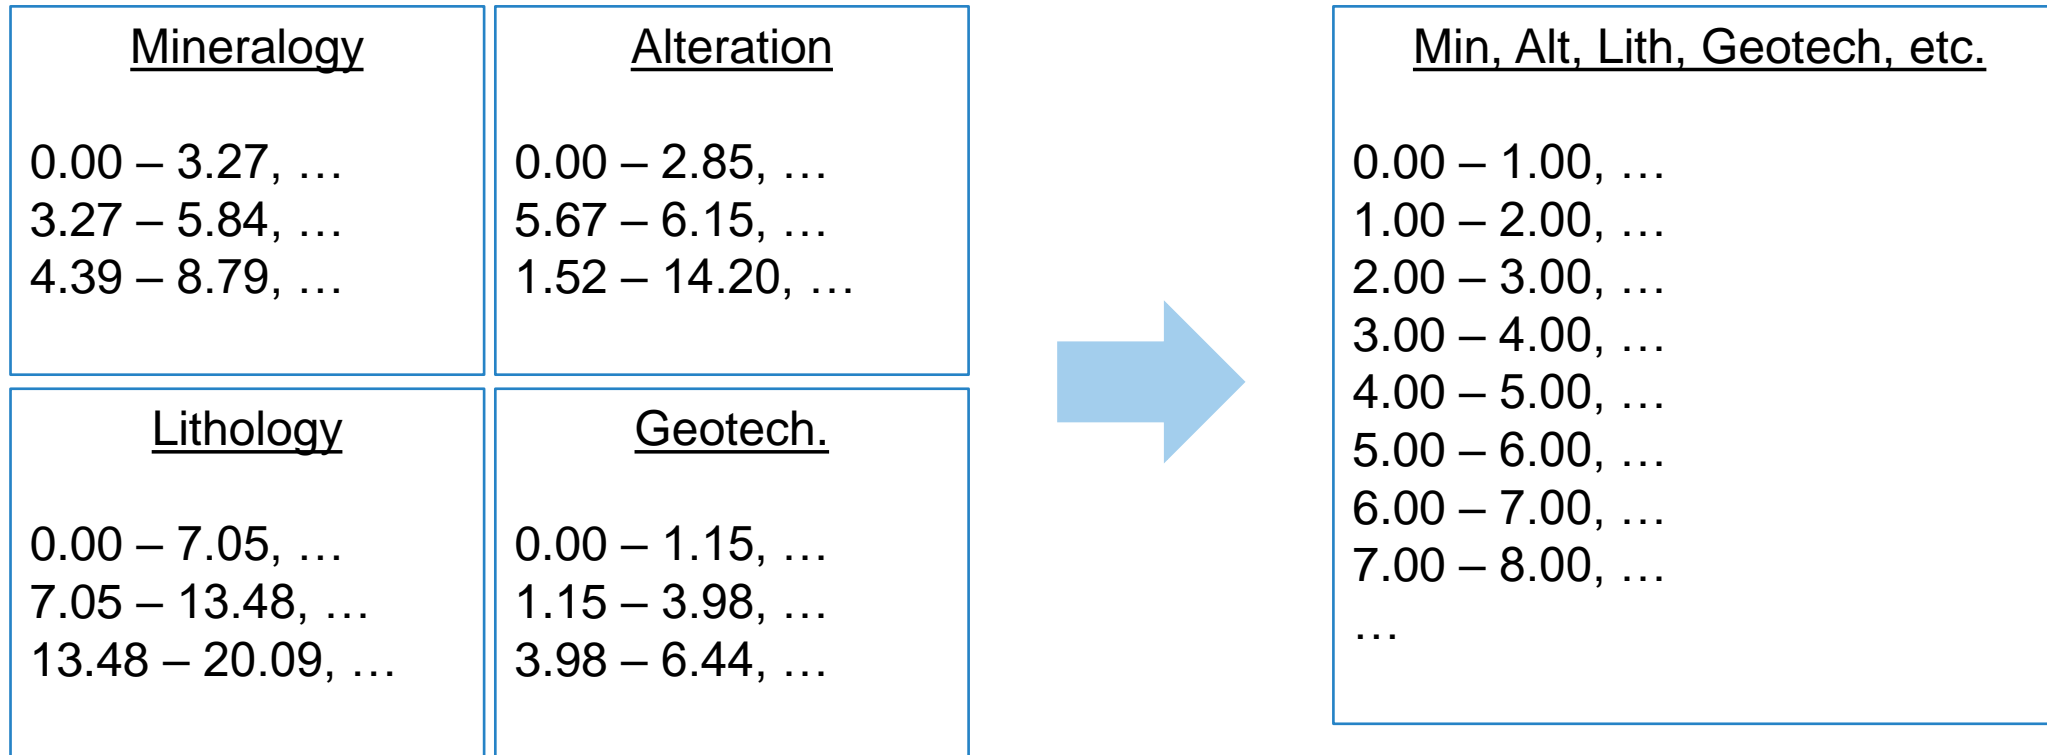 Mineralogy
0.00 – 3.27, …
3.27 – 5.84, …
4.39 – 8.79, …
Alteration
0.00 – 2.85, …
5.67 – 6.15, …
1.52 – 14.20, …
Lithology
0.00 – 7.05, …
7.05 – 13.48, …
13.48 – 20.09, …
Geotech.
0.00 – 1.15, …
1.15 – 3.98, …
3.98 – 6.44, …
Min, Alt, Lith, Geotech, etc.
0.00 – 1.00, …
1.00 – 2.00, …
2.00 – 3.00, …
3.00 – 4.00, …
4.00 – 5.00, …
5.00 – 6.00, …
6.00 – 7.00, …
7.00 – 8.00, …
…